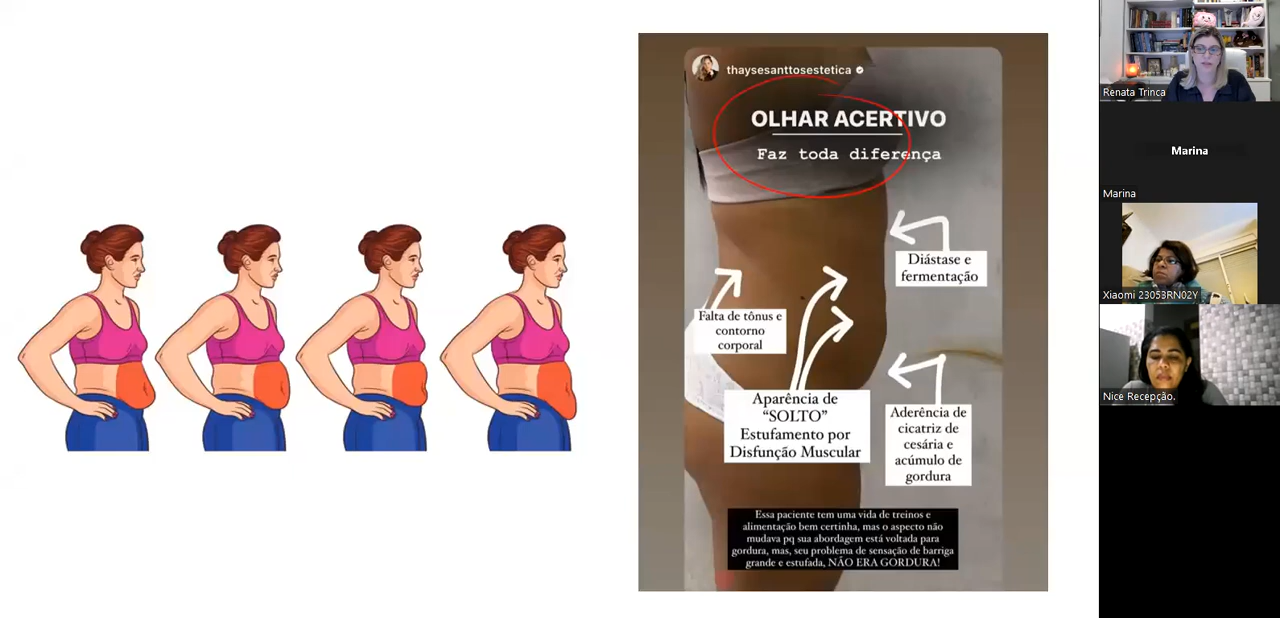 thaysesanttosestetica
OLHAR ACERTIVO
Faz toda diferença
Diástase e
fermentação
Falta de tônus e
contorno
corporal
Aparência de
“SOLTO”
Estufamento por
Disfunção Muscular
Aderência de
cicatriz de
cesária e
acúmulo de
gordura
Essa paciente tem uma vida de treinos e
alimentação bem certinha, mas o aspecto não
mudava pq sua abordagem está voltada para
gordura, mas, seu problema de sensação de barriga
grande e estufada, NÃO ERA GORDURA!
Renata Trinca
Marina
Marina
Xiaomi 23053RN02Y
Nice Recepção.